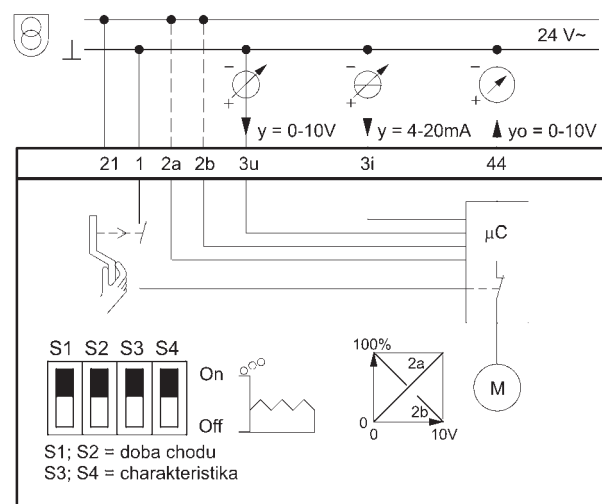 24 V~
− − −
+ + +
y = 0-10V y = 4-20mA yo = 0-10V
21 1 2a 2b 3u 3i 44
µC
S1 S2 S3 S4
On
Off
100%
2a
2b
0
0 10V
M
S1; S2 = doba chodu
S3; S4 = charakteristika